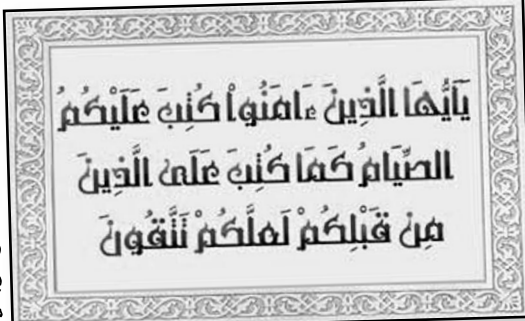 يَٰٓأَيُّهَا الَّذِينَ ءَامَنُواْ كُتِبَ عَلَيْكُمُ
الصِّيَامُ كَمَا كُتِبَ عَلَى الَّذِينَ
مِن قَبْلِكُمْ لَعَلَّكُمْ تَتَّقُونَ